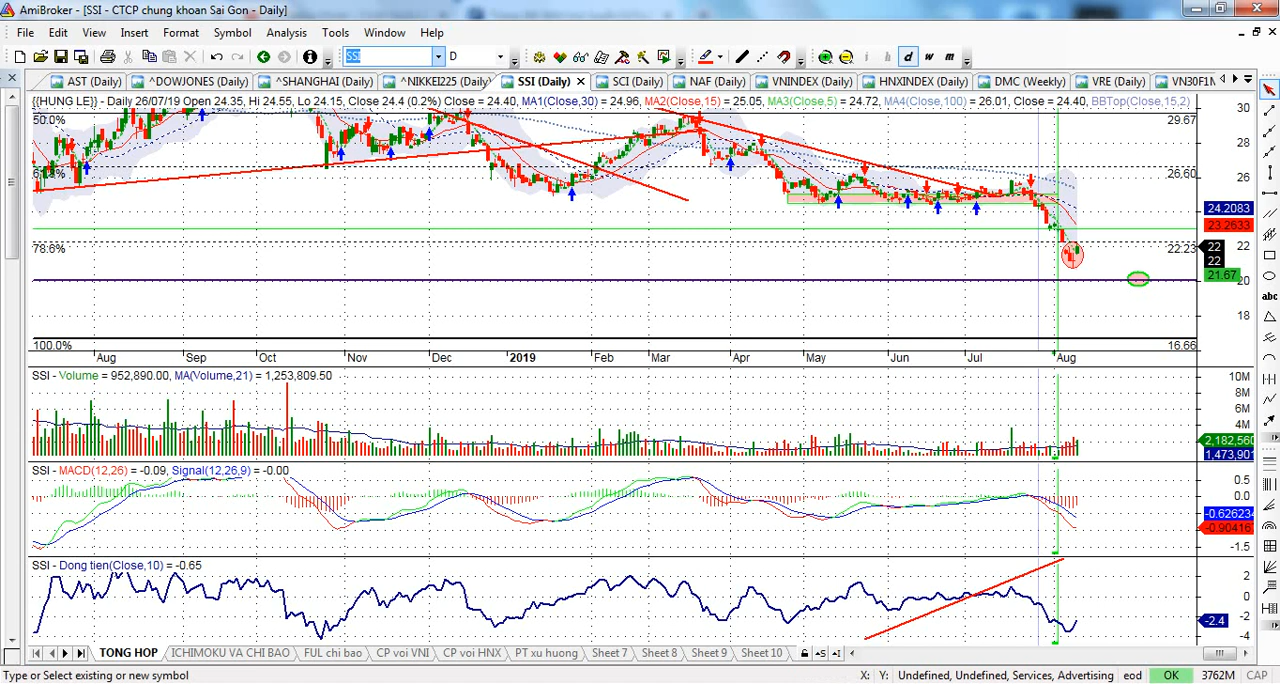 AmiBroker - [SSI - CTCP chung khoan Sai Gon - Daily]
File Edit View Insert Format Symbol Analysis Tools Window Help
SSI D i h d w m
AST (Daily) ^DOWJONES (Daily) ^SHANGHAI (Daily) ^NIKKEI225 (Daily) SSI (Daily) SCI (Daily) NAF (Daily) VNINDEX (Daily) HNXINDEX (Daily) DMC (Weekly) VRE (Daily) VN30F1M
{{HUNG LE}} - Daily 26/07/19 Open 24.35, Hi 24.55, Lo 24.15, Close 24.4 (0.2%) Close = 24.40, MA1(Close,30) = 24.96, MA2(Close,15) = 25.05, MA3(Close,5) = 24.72, MA4(Close,100) = 26.01, Close = 24.40, BBTop(Close,15,2)
30
50.0% 29.67
28
26.60
26
24.2083
23.2633
22
78.6% 22.23 22
22
21.67
20
18
100.0% 16.66
Aug Sep Oct Nov Dec 2019 Feb Mar Apr May Jun Jul Aug
SSI - Volume = 952,890.00, MA(Volume,21) = 1,253,809.50
10M
8M
6M
4M
2,182,560
1,473,901
SSI - MACD(12,26) = -0.09, Signal(12,26,9) = -0.00
0.5
0.0
-0.62623
-0.90416
-1.5
SSI - Dong tien(Close,10) = -0.65
2
0
-2.4
-4
abc
TONG HOP ICHIMOKU VA CHI BAO FUL chi bao CP voi VNI CP voi HNX PT xu huong Sheet 7 Sheet 8 Sheet 9 Sheet 10
Type or Select existing or new symbol X: Y: Undefined, Undefined, Services, Advertising eod OK 3762M CAP